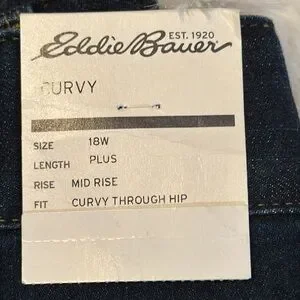 EST. 1920
Eddie Bauer
CURVY
SIZE 18W
LENGTH PLUS
RISE MID RISE
FIT CURVY THROUGH HIP